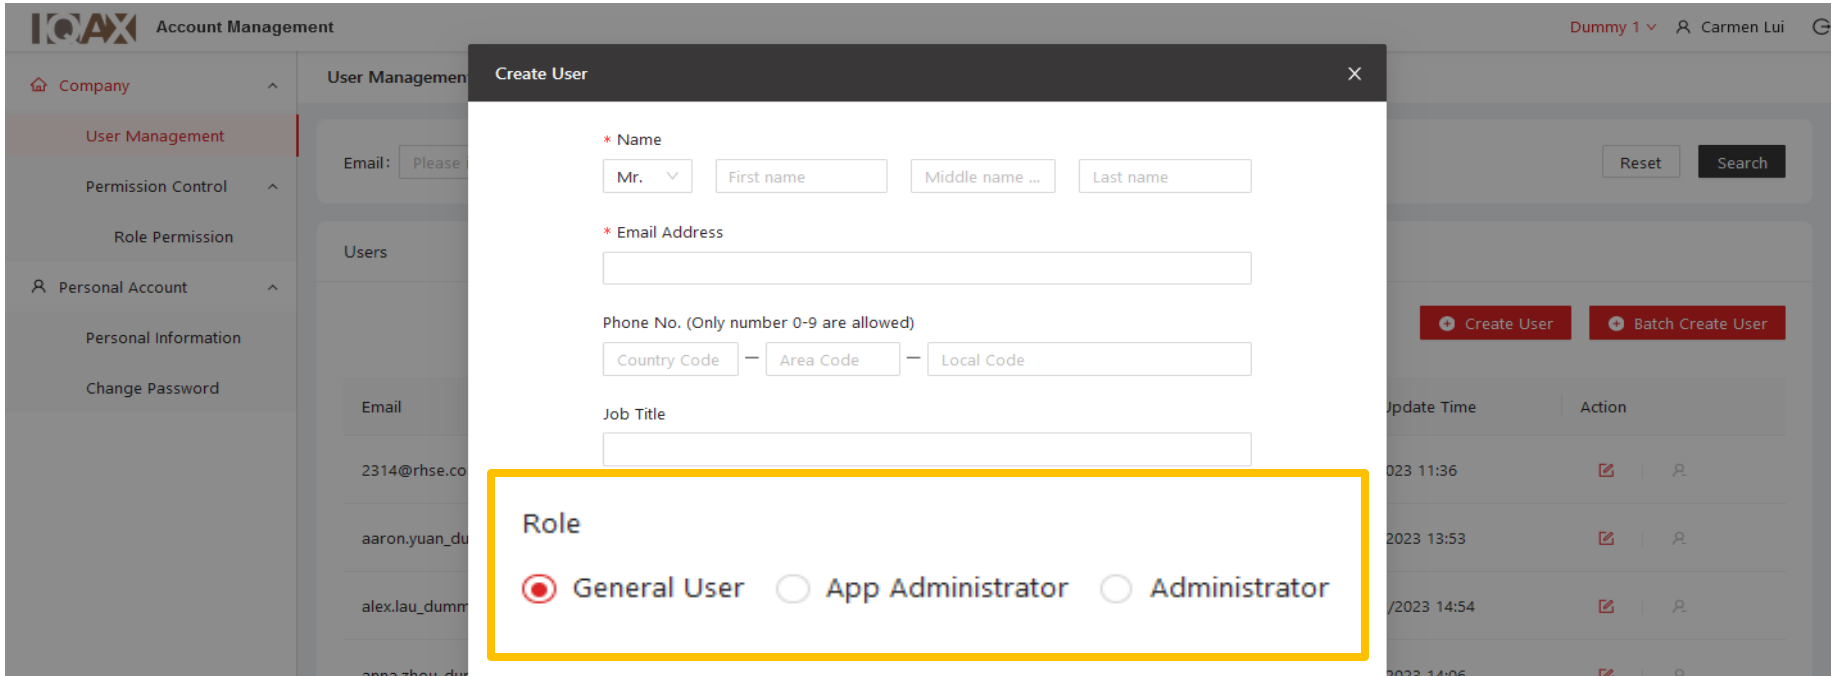 IQAX Account Management
Dummy 1 Carmen Lui
Company
User Management
Permission Control
Role Permission
Personal Account
Personal Information
Change Password
User Management
Email:
Please
Reset
Search
Users
Create User
Batch Create User
Email
Update Time
Action
2314@rhse.co
023 11:36
aaron.yuan_du
2023 13:53
alex.lau_dumm
/2023 14:54
Create User
* Name
Mr.
First name
Middle name ...
Last name
* Email Address
Phone No. (Only number 0-9 are allowed)
Country Code — Area Code — Local Code
Job Title
Role
General User
App Administrator
Administrator